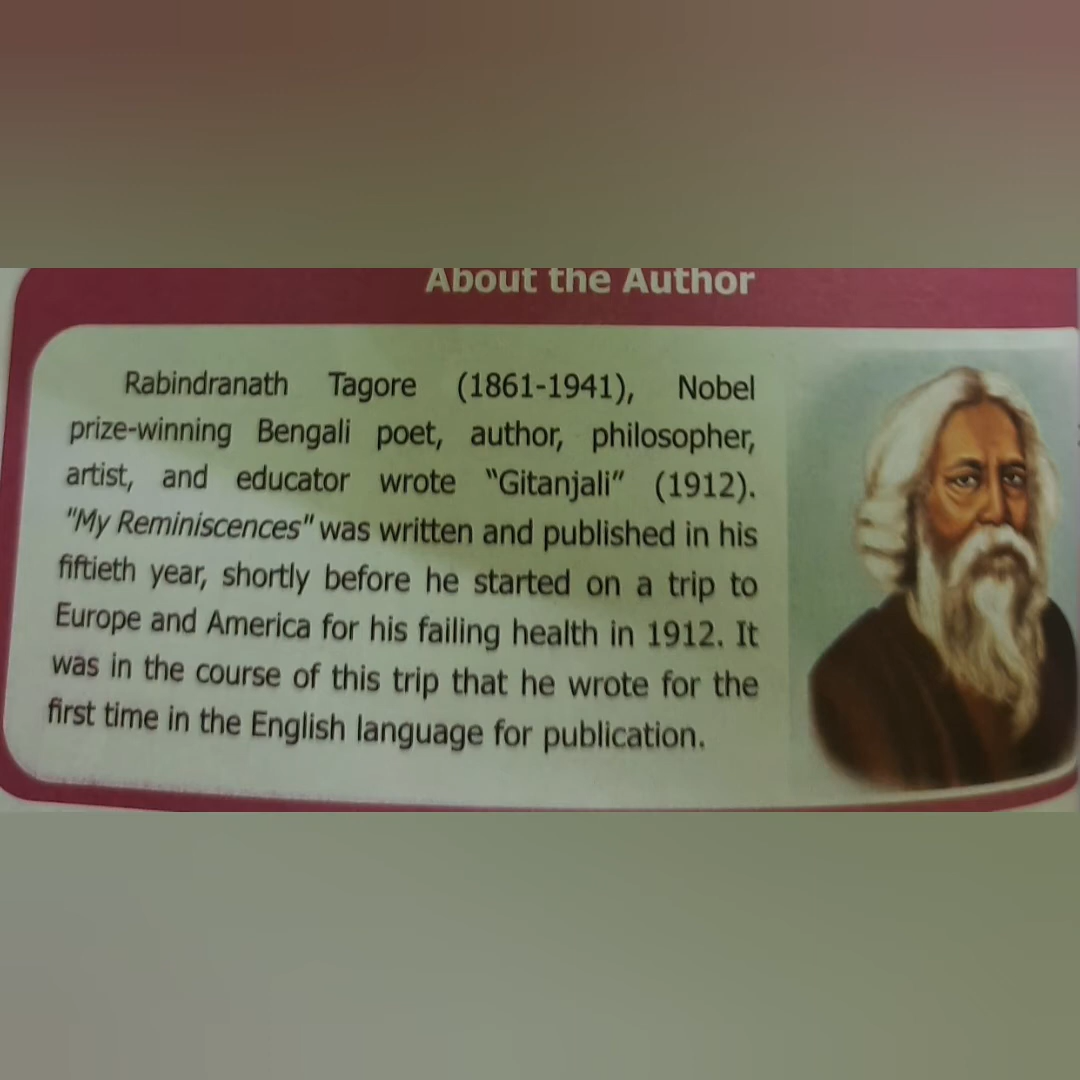 About the Author
Rabindranath Tagore (1861-1941), Nobel
prize-winning Bengali poet, author, philosopher,
artist, and educator wrote “Gitanjali” (1912).
"My Reminiscences" was written and published in his
fiftieth year, shortly before he started on a trip to
Europe and America for his failing health in 1912. It
was in the course of this trip that he wrote for the
first time in the English language for publication.